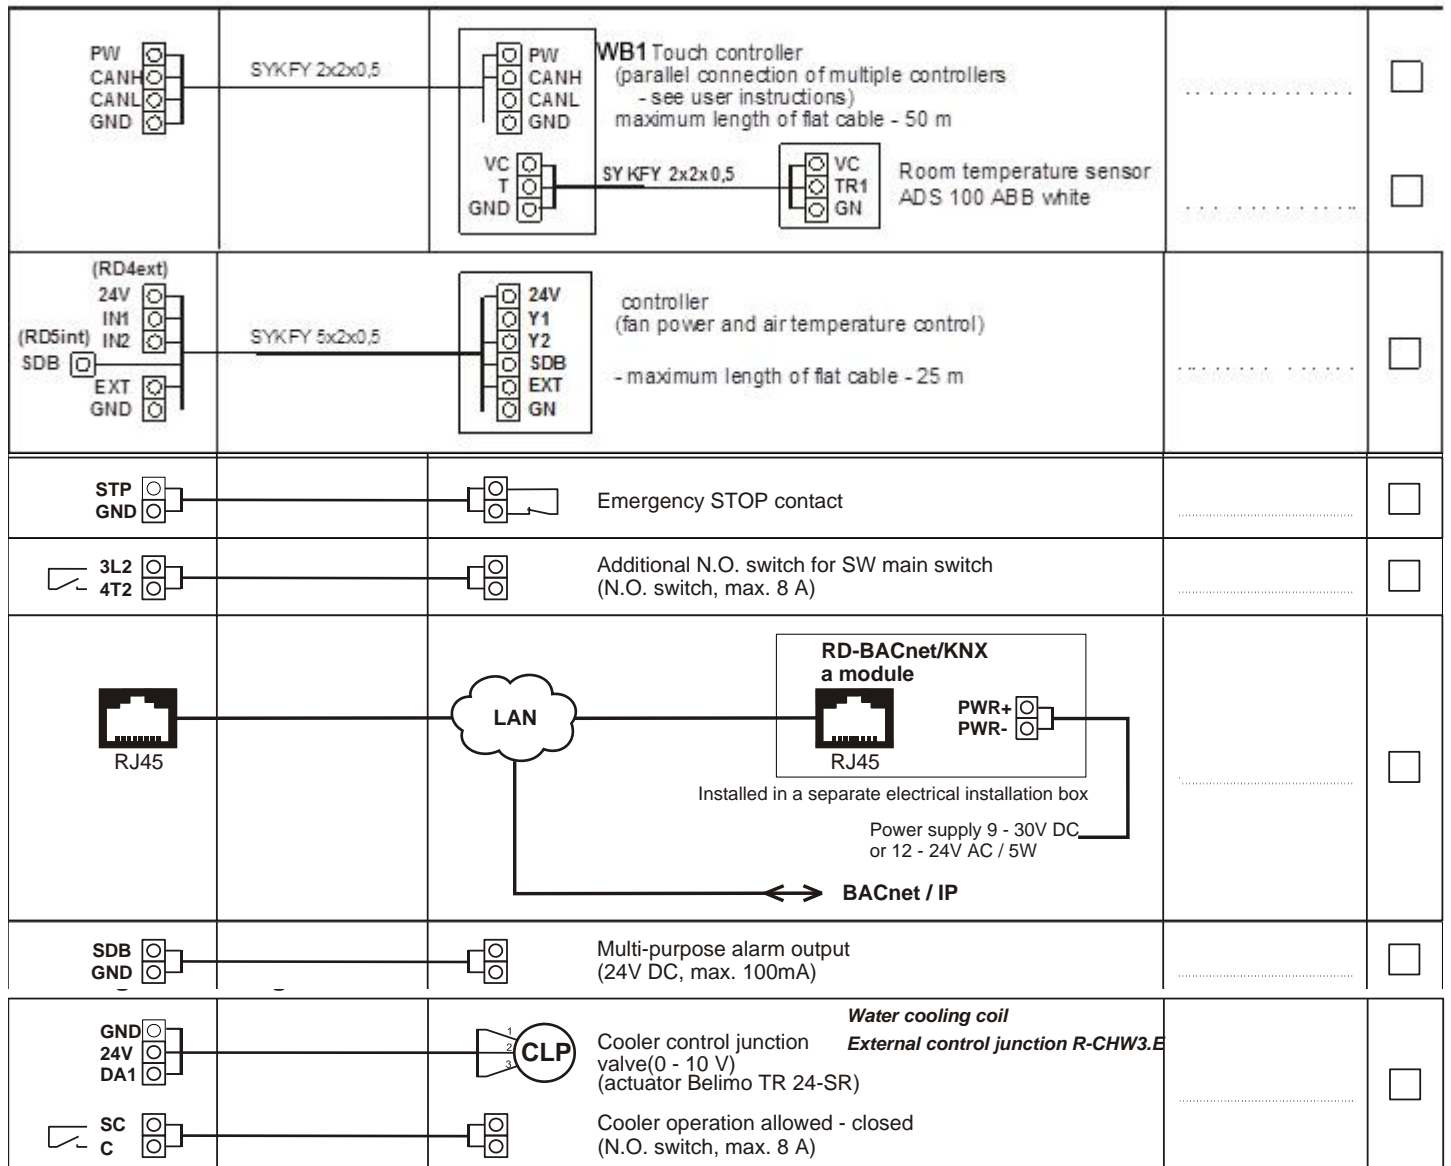 PW
CANH
CANL
GND
SYKFY 2x2x0,5
PW
CANH
CANL
GND
WB1 Touch controller
(parallel connection of multiple controllers
- see user instructions)
maximum length of flat cable - 50 m
VC
T
GND
SYKFY 2x2x0,5
VC
TR1
GN
Room temperature sensor
ADS 100 ABB white
(RD4ext)
24V
IN1
(RD5int) IN2
SDB
EXT
GND
SYKFY 5x2x0,5
24V
Y1
Y2
SDB
EXT
GN
controller
(fan power and air temperature control)
- maximum length of flat cable - 25 m
STP
GND
Emergency STOP contact
3L2
4T2
Additional N.O. switch for SW main switch
(N.O. switch, max. 8 A)
RJ45
LAN
RD-BACnet/KNX
a module
RJ45
PWR+
PWR-
Installed in a separate electrical installation box
Power supply 9 - 30V DC
or 12 - 24V AC / 5W
BACnet / IP
SDB
GND
Multi-purpose alarm output
(24V DC, max. 100mA)
GND
24V
DA1
1
2
3
CLP
Cooler control junction
valve(0 - 10 V)
(actuator Belimo TR 24-SR)
Water cooling coil
External control junction R-CHW3.E
SC
C
Cooler operation allowed - closed
(N.O. switch, max. 8 A)